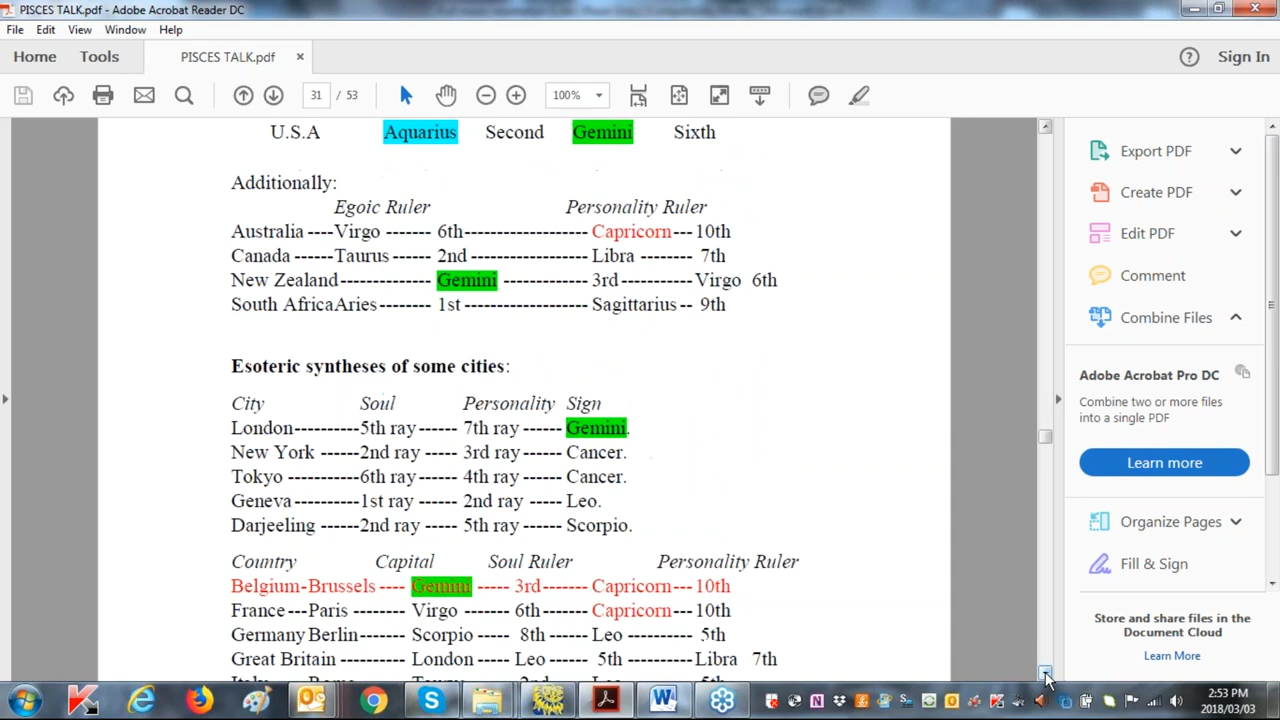 PISCES TALK.pdf - Adobe Acrobat Reader DC
File Edit View Window Help
Home Tools PISCES TALK.pdf × Sign In
31 / 53 100%
U.S.A Aquarius Second Gemini Sixth
Additionally:
Egoic Ruler Personality Ruler
Australia ----Virgo ------- 6th------------------- Capricorn--- 10th
Canada ------Taurus ------ 2nd ------------------ Libra -------- 7th
New Zealand-------------- Gemini ------------- 3rd-----------Virgo 6th
South AfricaAries-------- 1st ------------------- Sagittarius -- 9th
Esoteric syntheses of some cities:
City Soul Personality Sign
London----------5th ray------ 7th ray ------ Gemini.
New York ------2nd ray------ 3rd ray ------ Cancer.
Tokyo -----------6th ray------ 4th ray ------ Cancer.
Geneva----------1st ray------ 2nd ray ----- Leo.
Darjeeling ------2nd ray ----- 5th ray ------ Scorpio.
Country Capital Soul Ruler Personality Ruler
Belgium-Brussels ---- Gemini ----- 3rd------- Capricorn--- 10th
France ---Paris ------- Virgo ------- 6th------- Capricorn--- 10th
Germany Berlin------- Scorpio ----- 8th------- Leo ---------- 5th
Great Britain ---------- London --- Leo ----- 5th ----------Libra 7th
Export PDF
Create PDF
Edit PDF
Comment
Combine Files
Adobe Acrobat Pro DC
Combine two or more files
into a single PDF
Learn more
Organize Pages
Fill & Sign
Store and share files in the
Document Cloud
Learn More
2:53 PM
2018/03/03